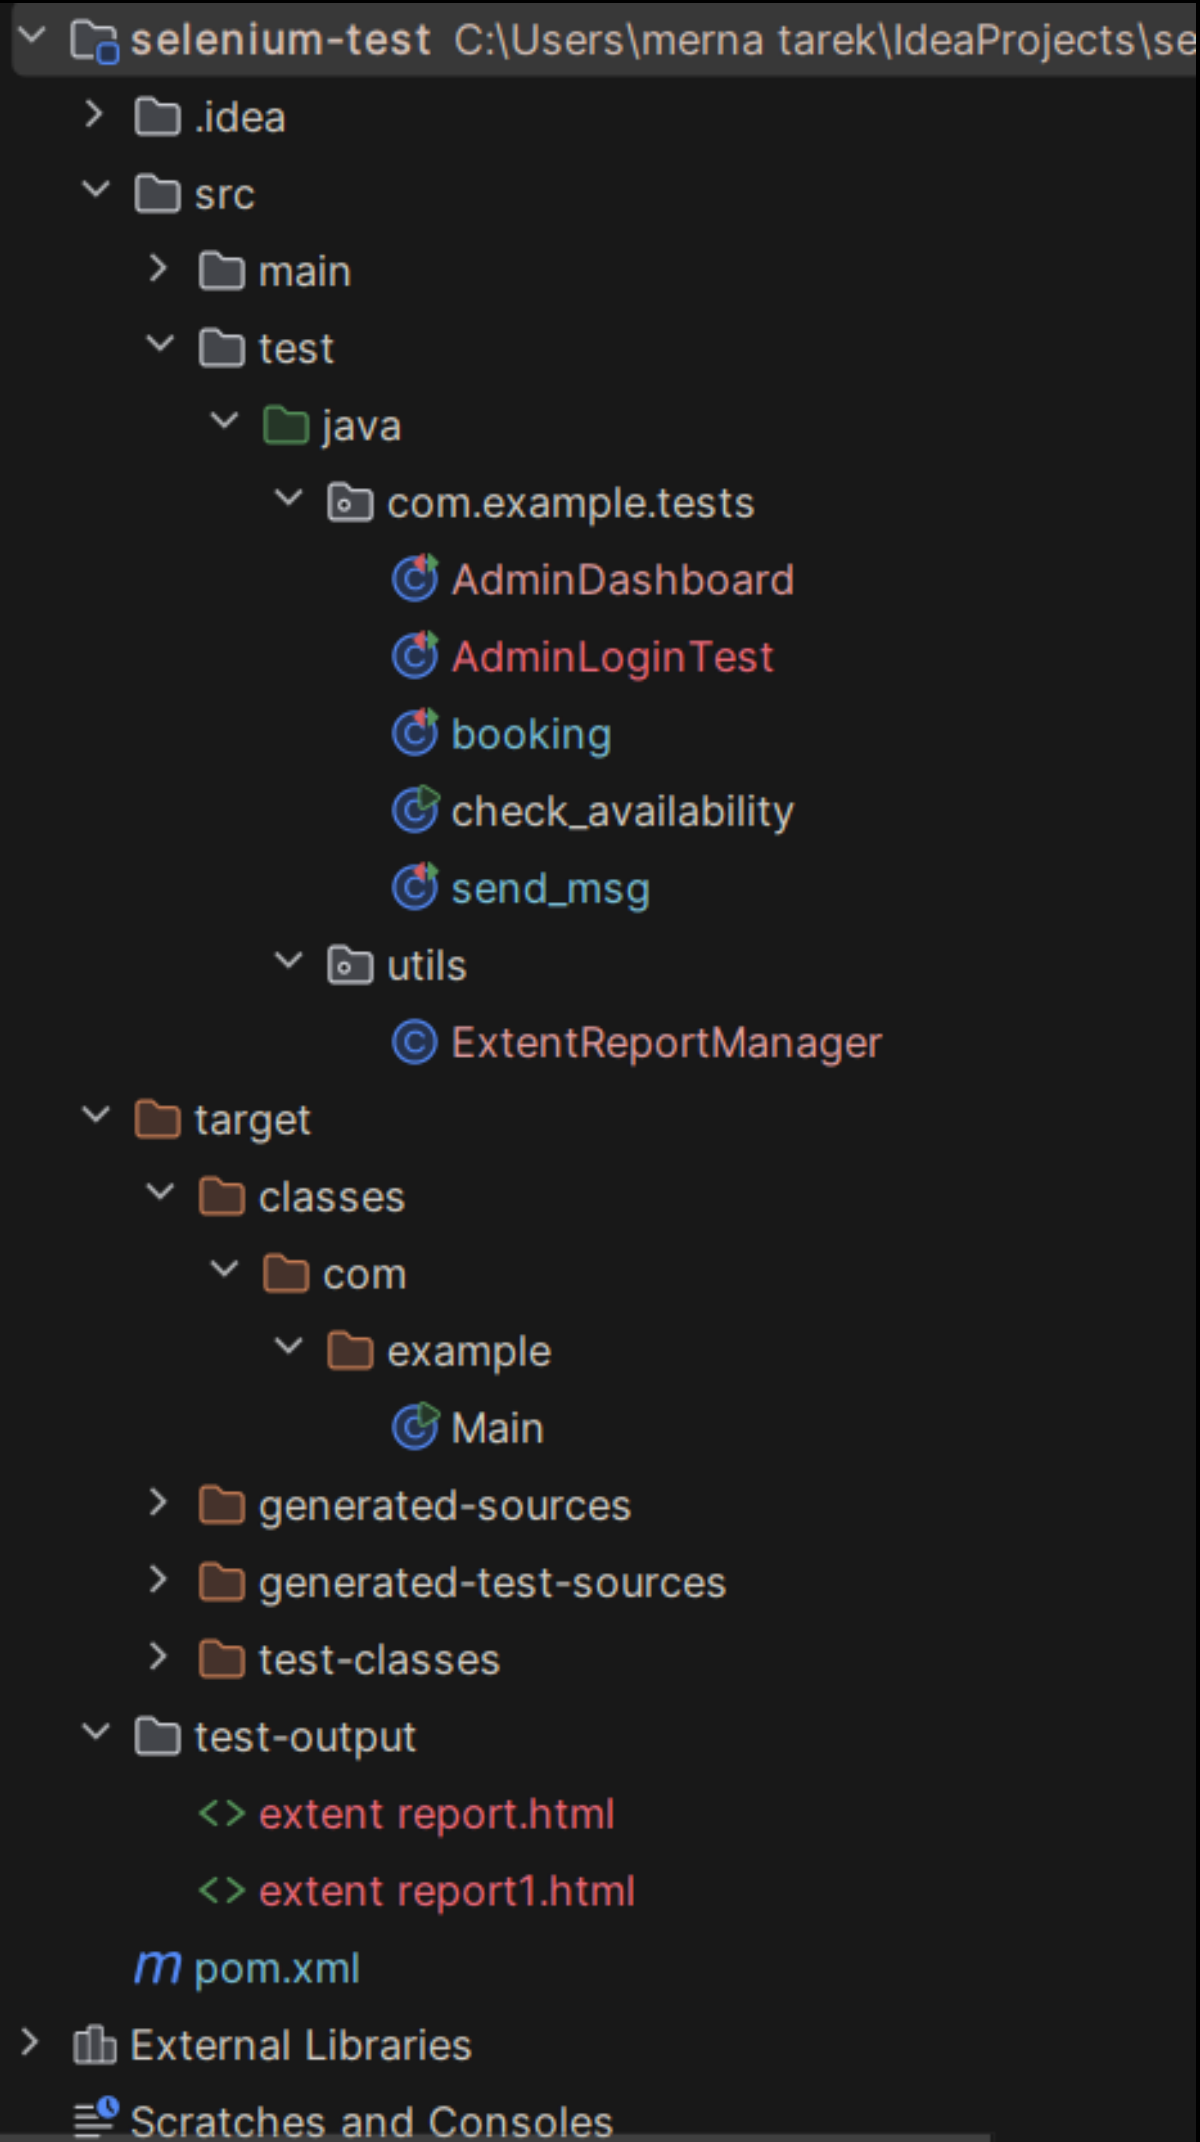 selenium-test C:\Users\merna tarek\IdeaProjects\se
.idea
src
main
test
java
com.example.tests
AdminDashboard
AdminLoginTest
booking
check_availability
send_msg
utils
ExtentReportManager
target
classes
com
example
Main
generated-sources
generated-test-sources
test-classes
test-output
extent report.html
extent report1.html
pom.xml
External Libraries
Scratches and Consoles